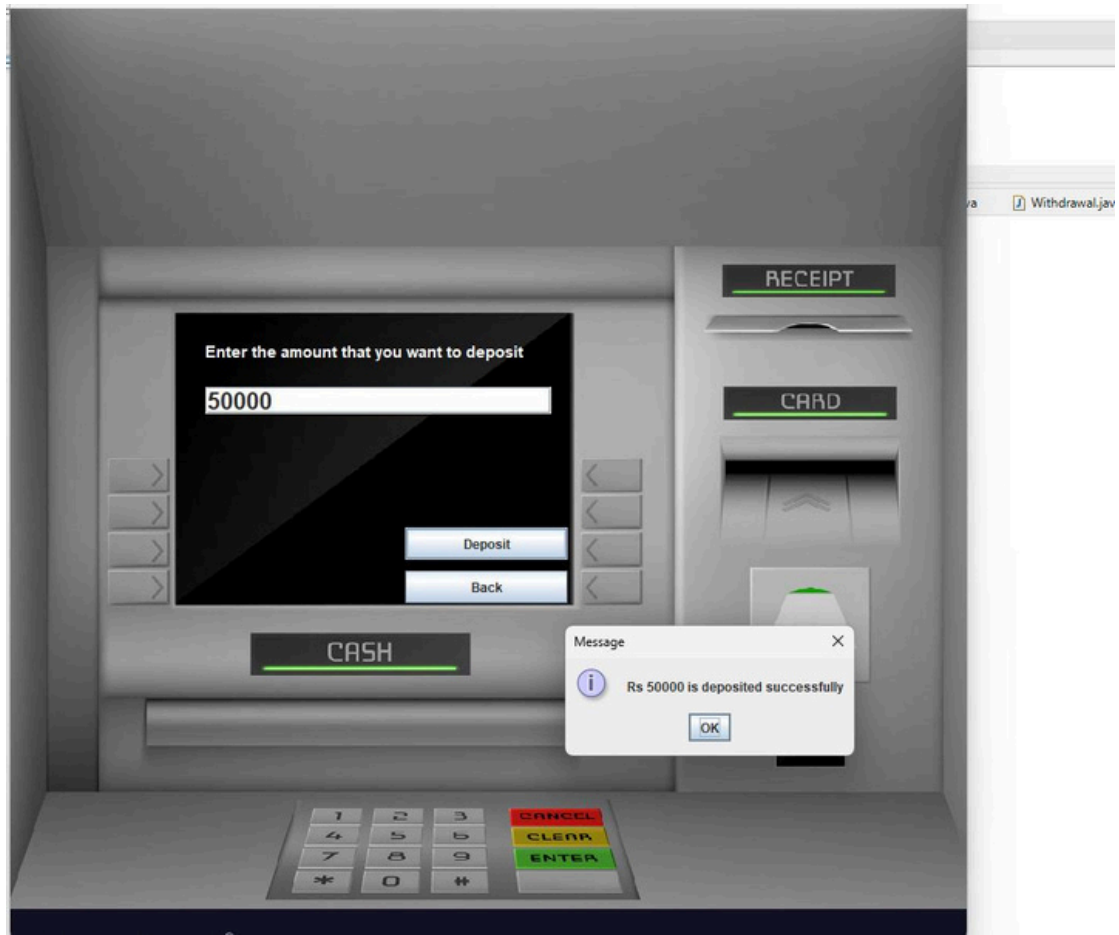 va
Withdrawal.jav
RECEIPT
Enter the amount that you want to deposit
50000
CARD
Deposit
Back
CASH
Message
Rs 50000 is deposited successfully
OK
1 2 3 CANCEL
4 5 6 CLEAR
7 8 9 ENTER
* 0 #